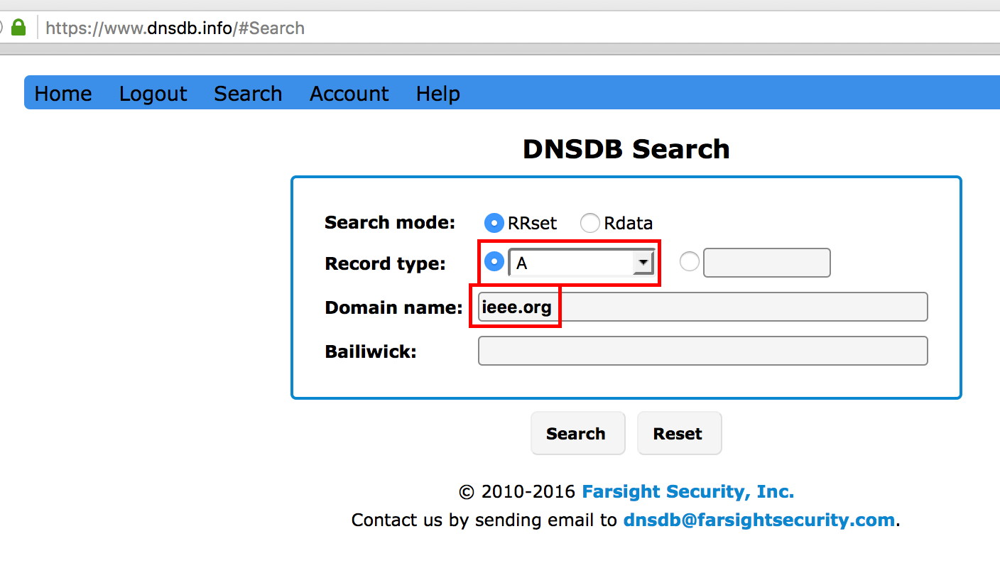 https://www.dnsdb.info/#Search
Home Logout Search Account Help
DNSDB Search
Search mode: RRset Rdata
Record type: A
Domain name: ieee.org
Bailiwick:
Search Reset
© 2010-2016 Farsight Security, Inc.
Contact us by sending email to dnsdb@farsightsecurity.com.